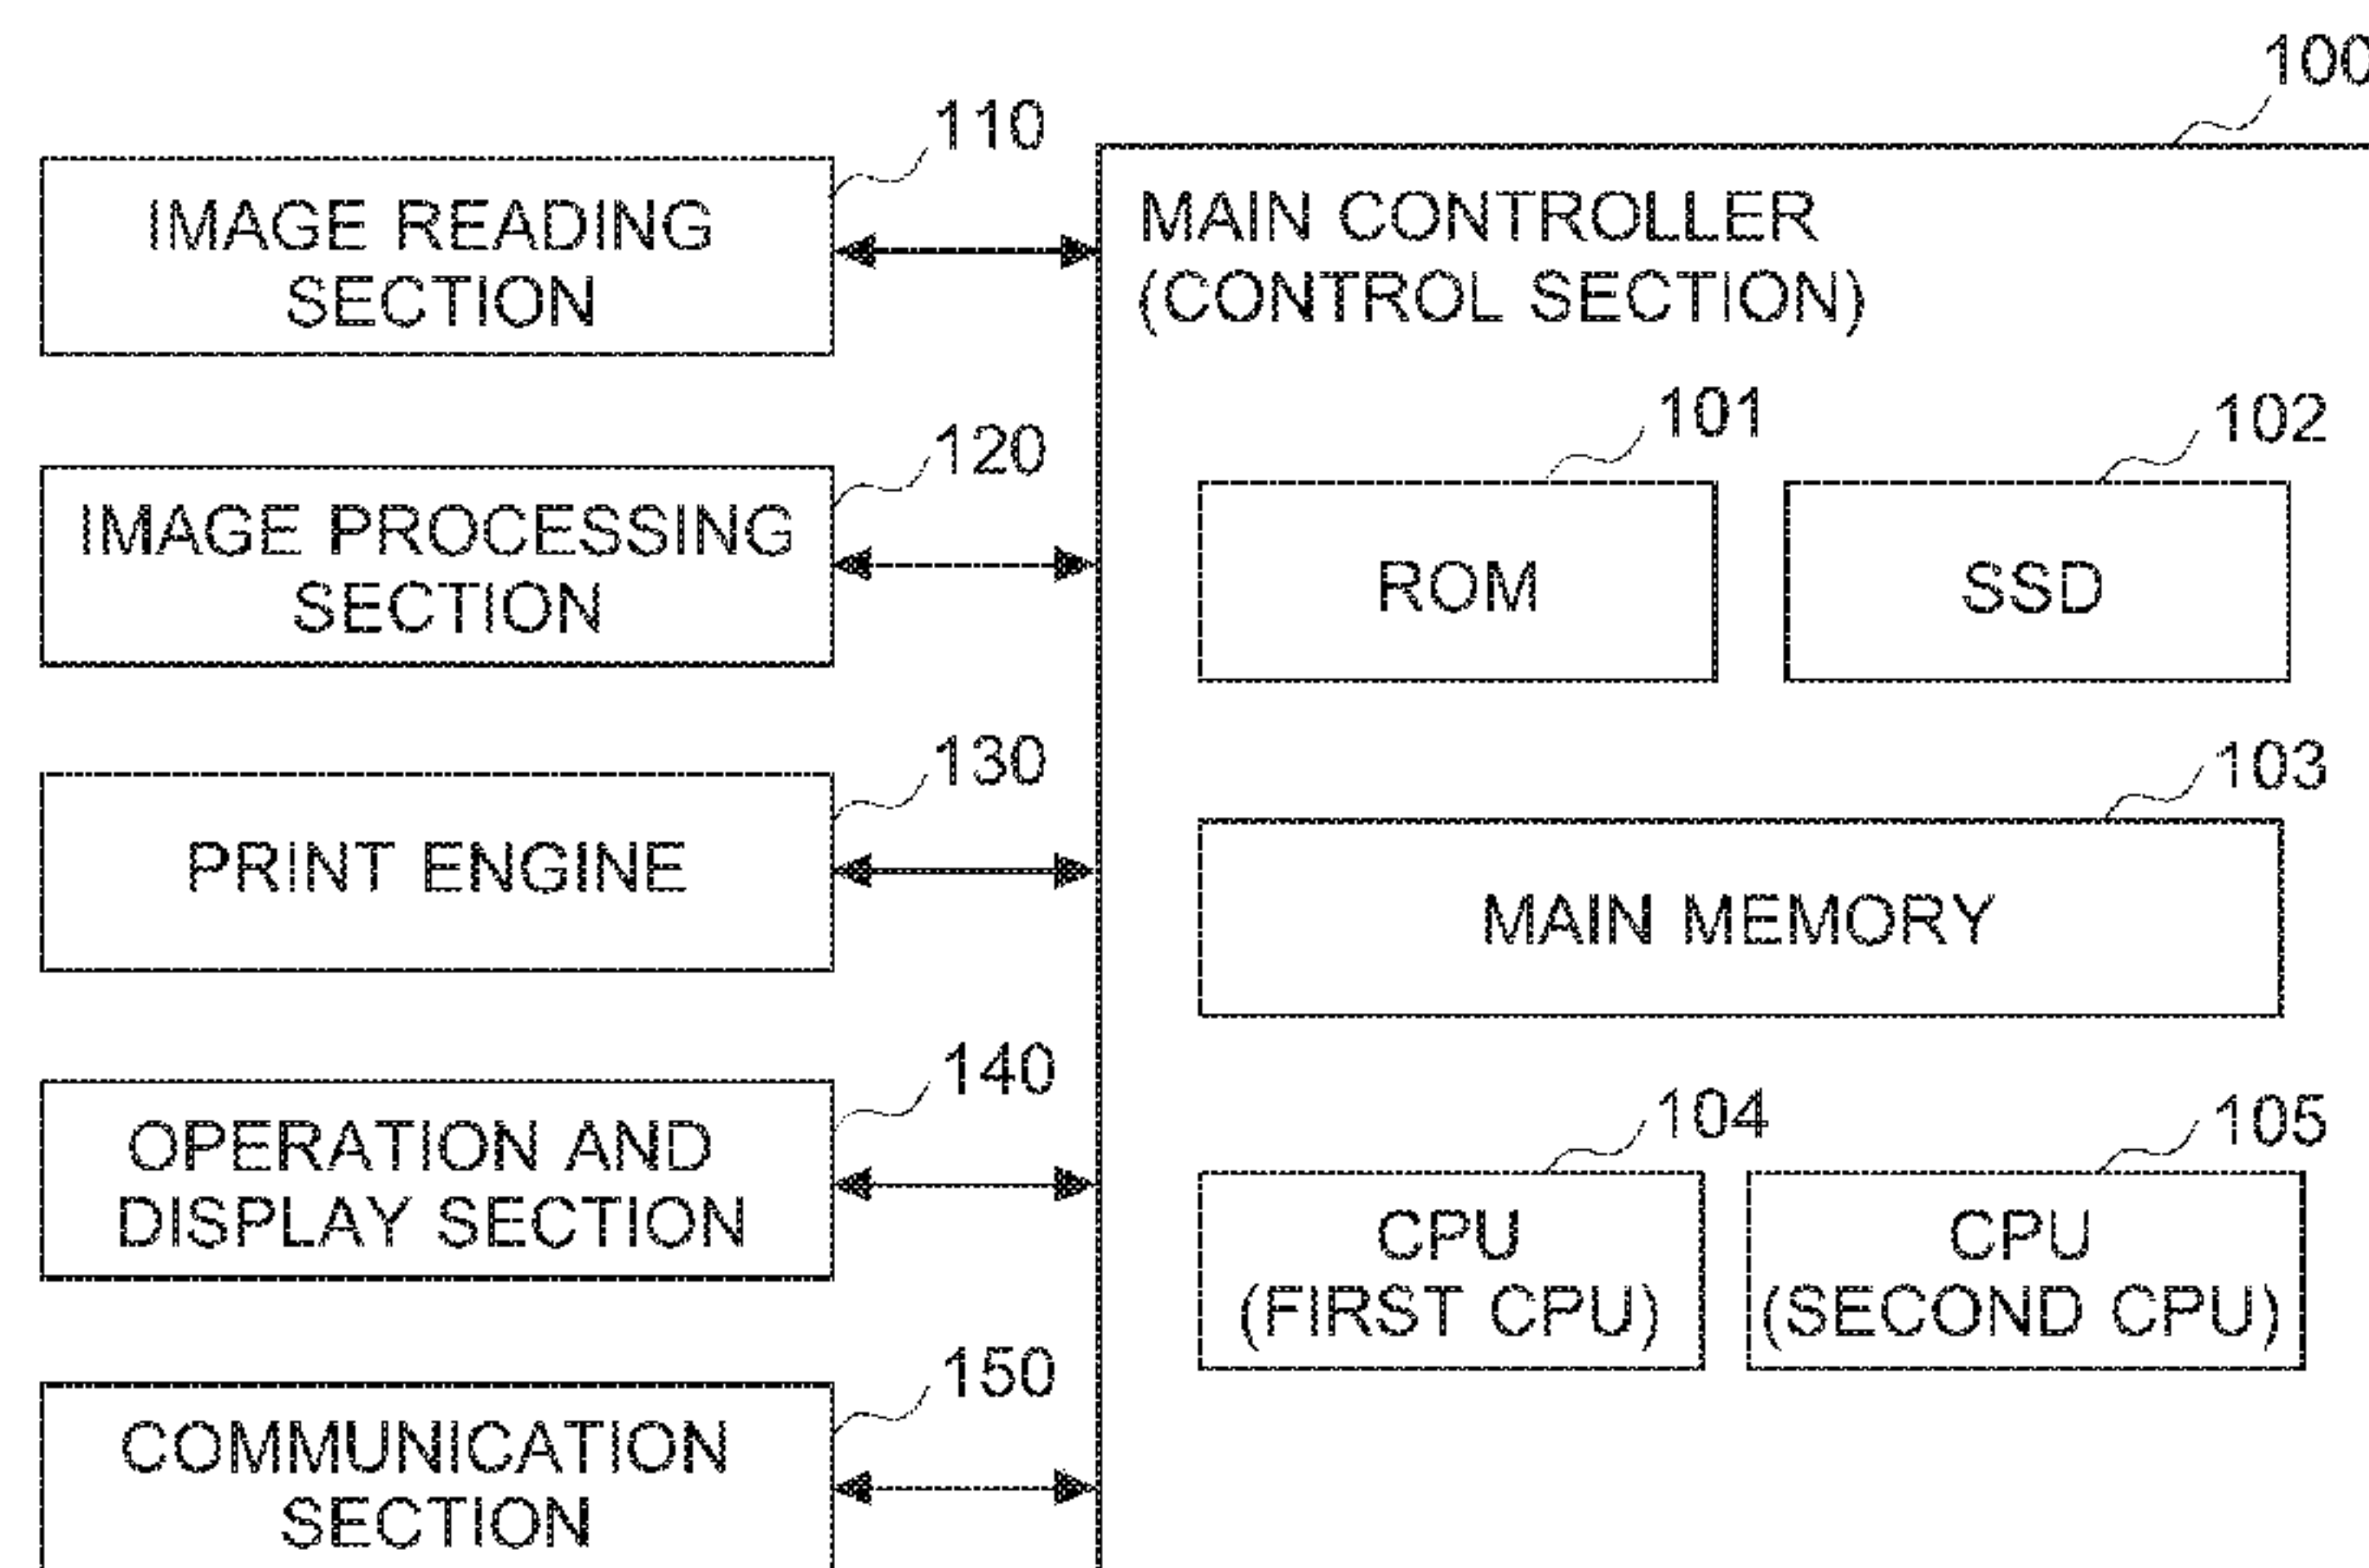 100
110
IMAGE READING
SECTION
MAIN CONTROLLER
(CONTROL SECTION)
101
102
120
IMAGE PROCESSING
SECTION
ROM
SSD
130
PRINT ENGINE
103
MAIN MEMORY
140
OPERATION AND
DISPLAY SECTION
104
105
CPU
(FIRST CPU)
CPU
(SECOND CPU)
150
COMMUNICATION
SECTION